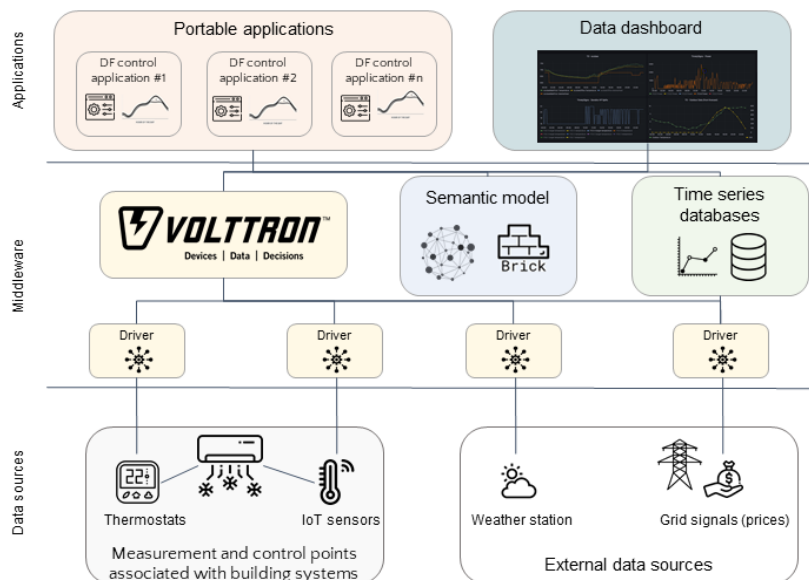 Applications
Portable applications
DF control
application #1
DF control
application #2
DF control
application #n
Data dashboard
Middleware
VOLTTRON™
Devices | Data | Decisions
Semantic model
Brick
Time series
databases
Driver
Driver
Driver
Driver
Data sources
22°
Thermostats
IoT sensors
Measurement and control points
associated with building systems
Weather station
$
Grid signals (prices)
External data sources